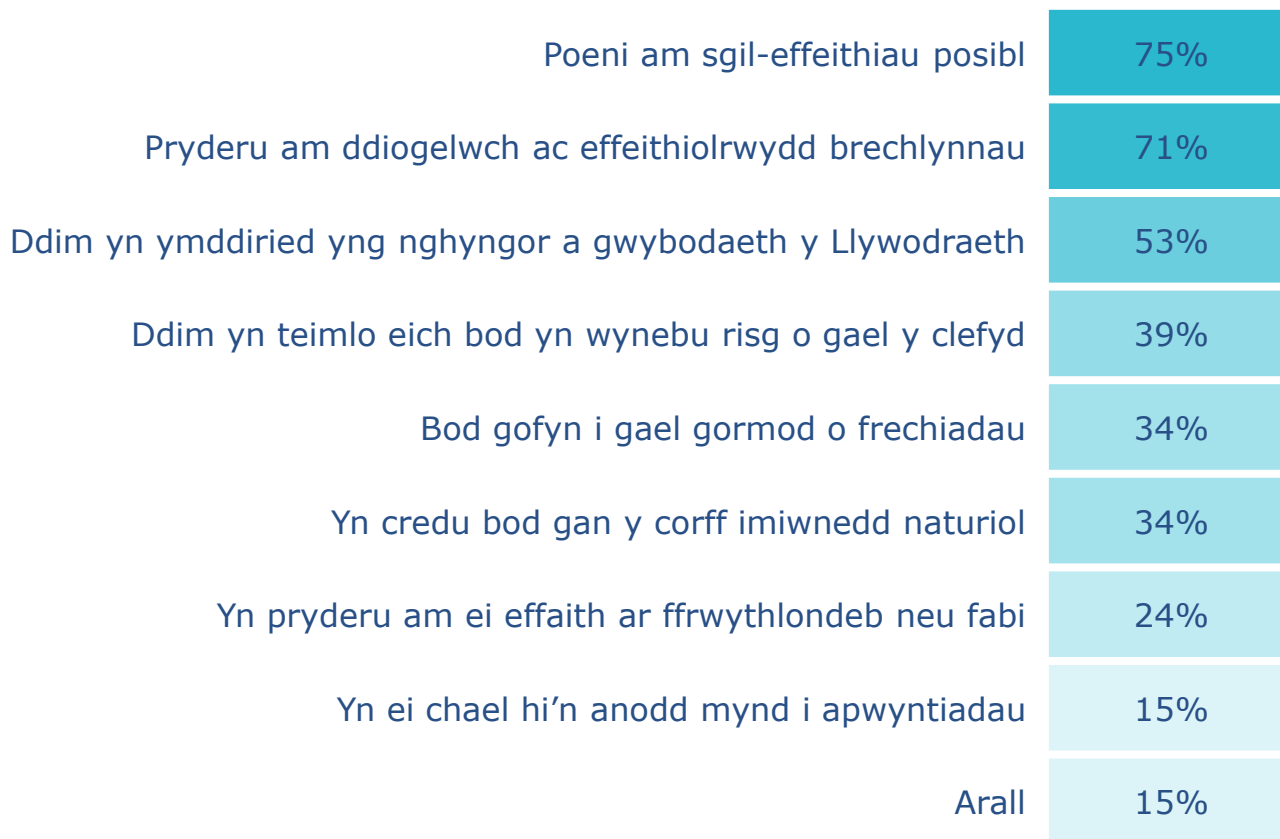 Poeni am sgil-effeithiau posibl 75%
Pryderu am ddiogelwch ac effeithiolrwydd brechlynnau 71%
Ddim yn ymddiried yng nghyngor a gwybodaeth y Llywodraeth 53%
Ddim yn teimlo eich bod yn wynebu risg o gael y clefyd 39%
Bod gofyn i gael gormod o frechiadau 34%
Yn credu bod gan y corff imiwnedd naturiol 34%
Yn pryderu am ei effaith ar ffrwythlondeb neu fabi 24%
Yn ei chael hi’n anodd mynd i apwyntiadau 15%
Arall 15%